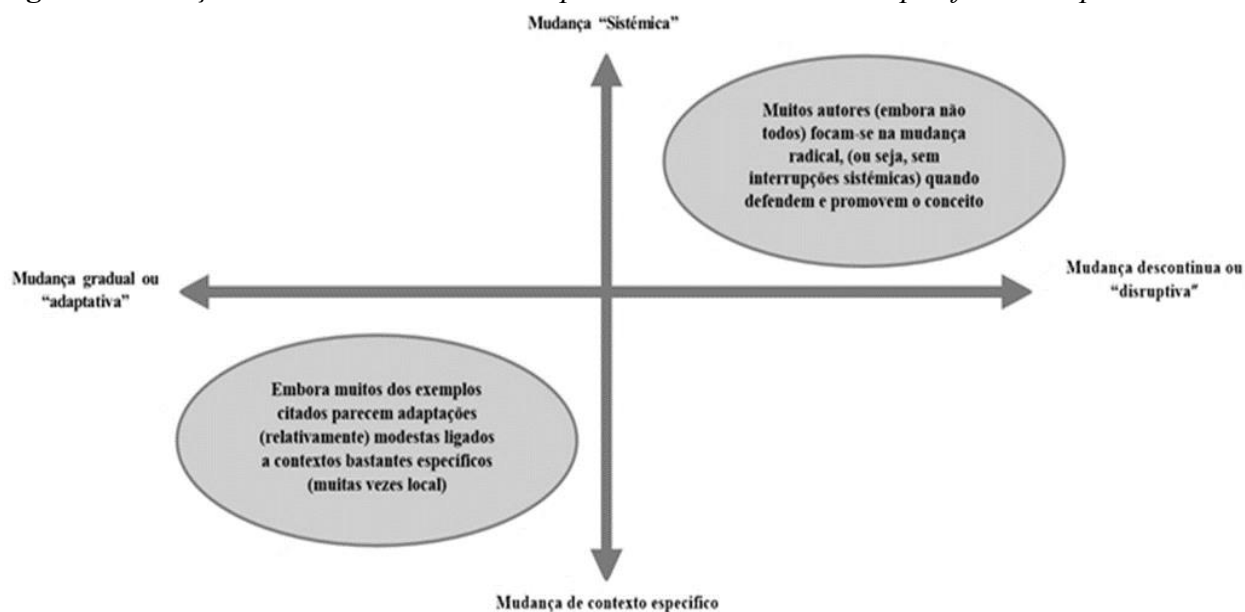 Mudança “Sistémica”
Muitos autores (embora não
todos) focam-se na mudança
radical, (ou seja, sem
interrupções sistémicas) quando
defendem e promovem o conceito
Mudança gradual ou
“adaptativa”
Mudança descontinua ou
“disruptiva”
Embora muitos dos exemplos
citados parecem adaptações
(relativamente) modestas ligados
a contextos bastantes específicos
(muitas vezes local)
Mudança de contexto especifico